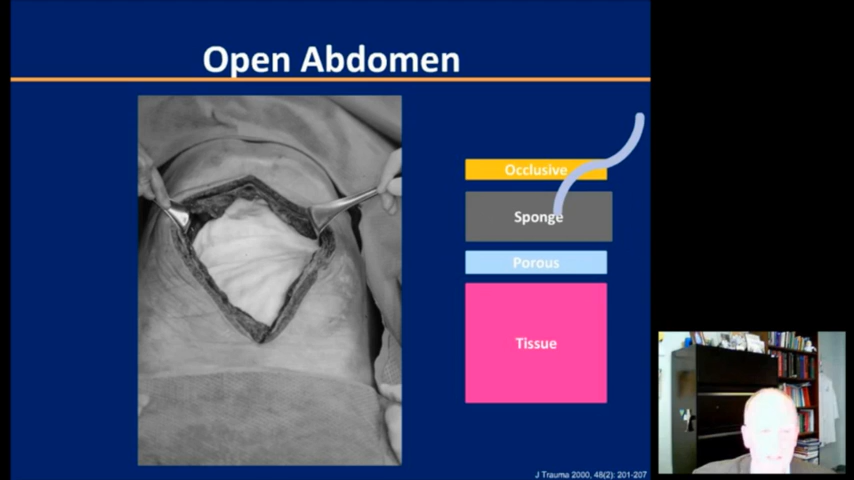 Open Abdomen
Occlusive
Sponge
Porous
Tissue
J Trauma 2000, 48(2): 201-207